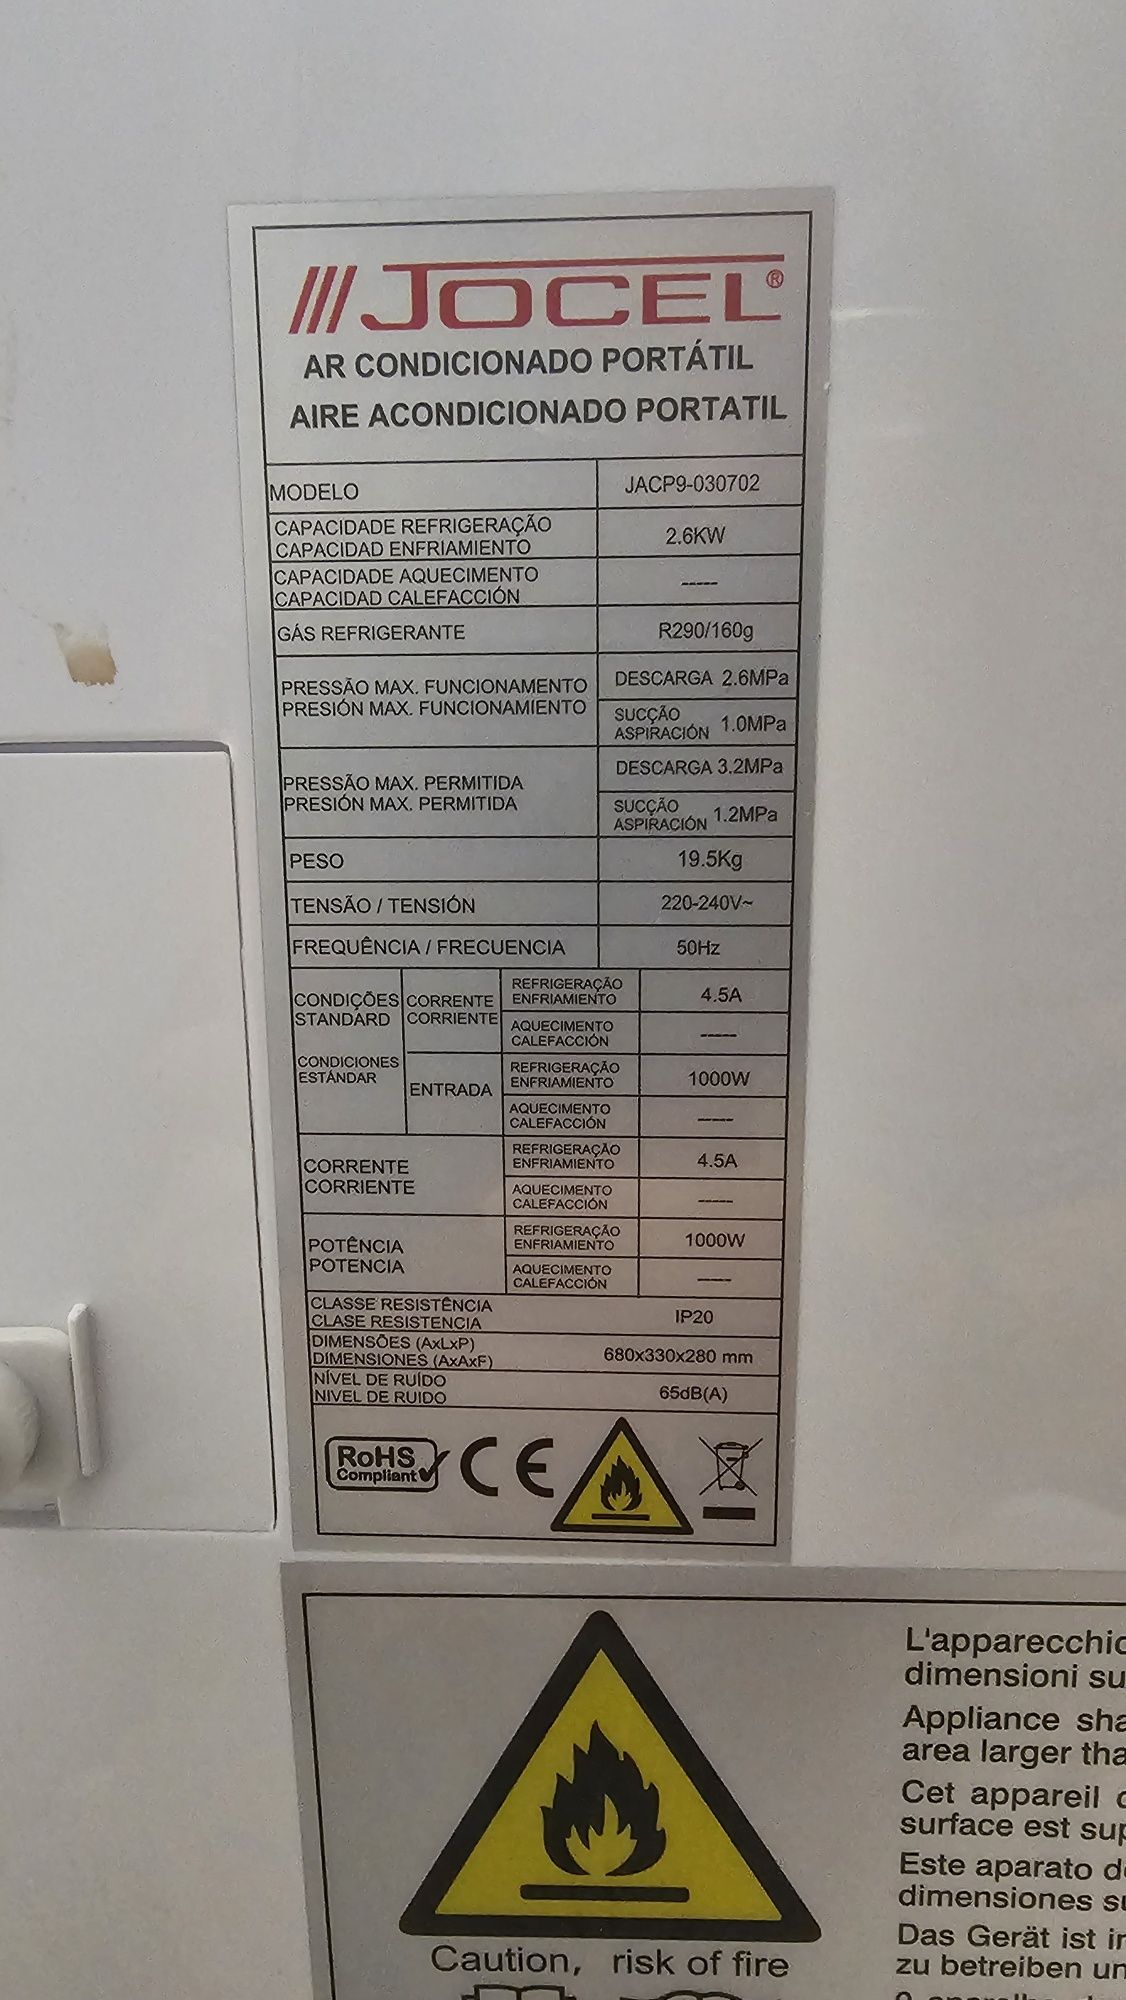 JOCEL®
AR CONDICIONADO PORTÁTIL
AIRE ACONDICIONADO PORTATIL
MODELO JACP9-030702
CAPACIDADE REFRIGERAÇÃO
CAPACIDAD ENFRIAMIENTO 2.6KW
CAPACIDADE AQUECIMENTO
CAPACIDAD CALEFACCIÓN -----
GÁS REFRIGERANTE R290/160g
PRESSÃO MAX. FUNCIONAMENTO
PRESIÓN MAX. FUNCIONAMIENTO
DESCARGA 2.6MPa
SUCÇÃO
ASPIRACIÓN 1.0MPa
PRESSÃO MAX. PERMITIDA
PRESIÓN MAX. PERMITIDA
DESCARGA 3.2MPa
SUCÇÃO
ASPIRACIÓN 1.2MPa
PESO 19.5Kg
TENSÃO / TENSIÓN 220-240V~
FREQUÊNCIA / FRECUENCIA 50Hz
CONDIÇÕES
STANDARD
CONDICIONES
ESTÁNDAR
CORRENTE
CORRIENTE
REFRIGERAÇÃO
ENFRIAMIENTO 4.5A
AQUECIMENTO
CALEFACCIÓN -----
ENTRADA
REFRIGERAÇÃO
ENFRIAMIENTO 1000W
AQUECIMENTO
CALEFACCIÓN -----
CORRENTE
CORRIENTE
REFRIGERAÇÃO
ENFRIAMIENTO 4.5A
AQUECIMENTO
CALEFACCIÓN -----
POTÊNCIA
POTENCIA
REFRIGERAÇÃO
ENFRIAMIENTO 1000W
AQUECIMENTO
CALEFACCIÓN -----
CLASSE RESISTÊNCIA
CLASE RESISTENCIA IP20
DIMENSÕES (AxLxP)
DIMENSIONES (AxAxF) 680x330x280 mm
NÍVEL DE RUÍDO
NIVEL DE RUIDO 65dB(A)
RoHS
Compliant
CE
Caution, risk of fire
L'apparecchio
dimensioni su
Appliance sha
area larger tha
Cet appareil
surface est sup
Este aparato d
dimensiones su
Das Gerät ist in
zu betreiben un